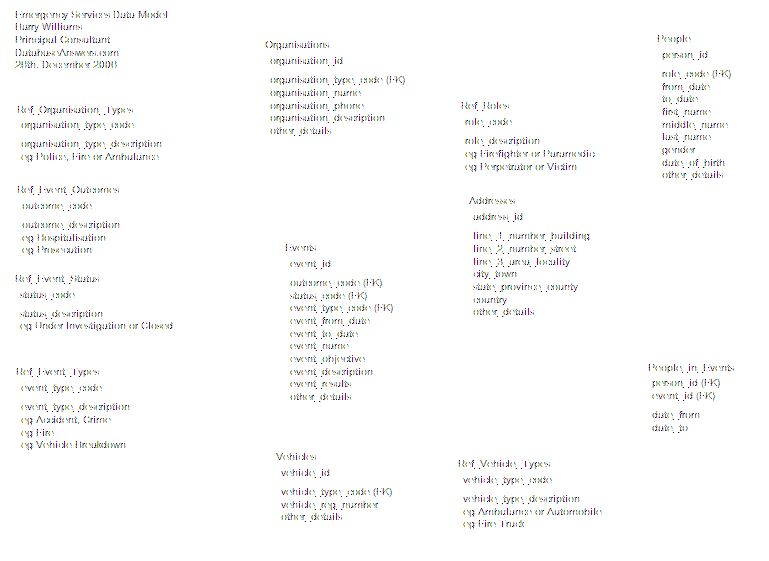 Emergency Services Data Model
Barry Williams
Principal Consultant
DatabaseAnswers.com
28th. December 2008
Ref_Organisation_Types
organisation_type_code
organisation_type_description
eg Police, Fire or Ambulance
Ref_Event_Outcomes
outcome_code
outcome_description
eg Hospitalisation
eg Prosecution
Ref_Event_Status
status_code
status_description
eg Under Investigation or Closed
Ref_Event_Types
event_type_code
event_type_description
eg Accident, Crime
eg Fire
eg Vehicle Breakdown
Organisations
organisation_id
organisation_type_code (FK)
organisation_name
organisation_phone
organisation_description
other_details
Events
event_id
outcome_code (FK)
status_code (FK)
event_type_code (FK)
event_from_date
event_to_date
event_name
event_objective
event_description
event_results
other_details
Vehicles
vehicle_id
vehicle_type_code (FK)
vehicle_reg_number
other_details
Ref_Roles
role_code
role_description
eg Firefighter or Paramedic
eg Perpetrator or Victim
Addresses
address_id
line_1_number_building
line_2_number_street
line_3_area_locality
city_town
state_province_county
country
other_details
Ref_Vehicle_Types
vehicle_type_code
vehicle_type_description
eg Ambulance or Automobile
eg Fire Truck
People
person_id
role_code (FK)
from_date
to_date
first_name
middle_name
last_name
gender
date_of_birth
other_details
People_in_Events
person_id (FK)
event_id (FK)
date_from
date_to